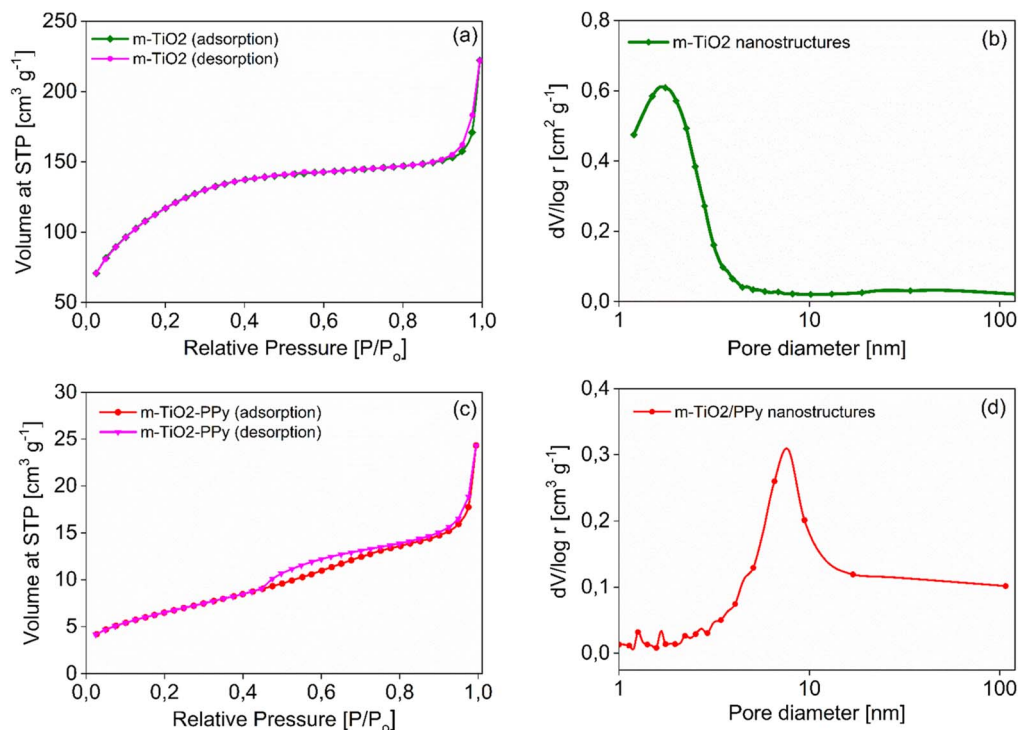 (a)
m-TiO2 (adsorption)
m-TiO2 (desorption)
Volume at STP [cm³ g⁻¹]
250
200
150
100
50
0,0 0,2 0,4 0,6 0,8 1,0
Relative Pressure [P/Pₒ]
(b)
m-TiO2 nanostructures
dV/log r [cm² g⁻¹]
0,8
0,6
0,4
0,2
0,0
1 10 100
Pore diameter [nm]
(c)
m-TiO2-PPy (adsorption)
m-TiO2-PPy (desorption)
Volume at STP [cm³ g⁻¹]
30
25
20
15
10
5
0
0,0 0,2 0,4 0,6 0,8 1,0
Relative Pressure [P/Pₒ]
(d)
m-TiO2/PPy nanostructures
dV/log r [cm³ g⁻¹]
0,4
0,3
0,2
0,1
0,0
1 10 100
Pore diameter [nm]